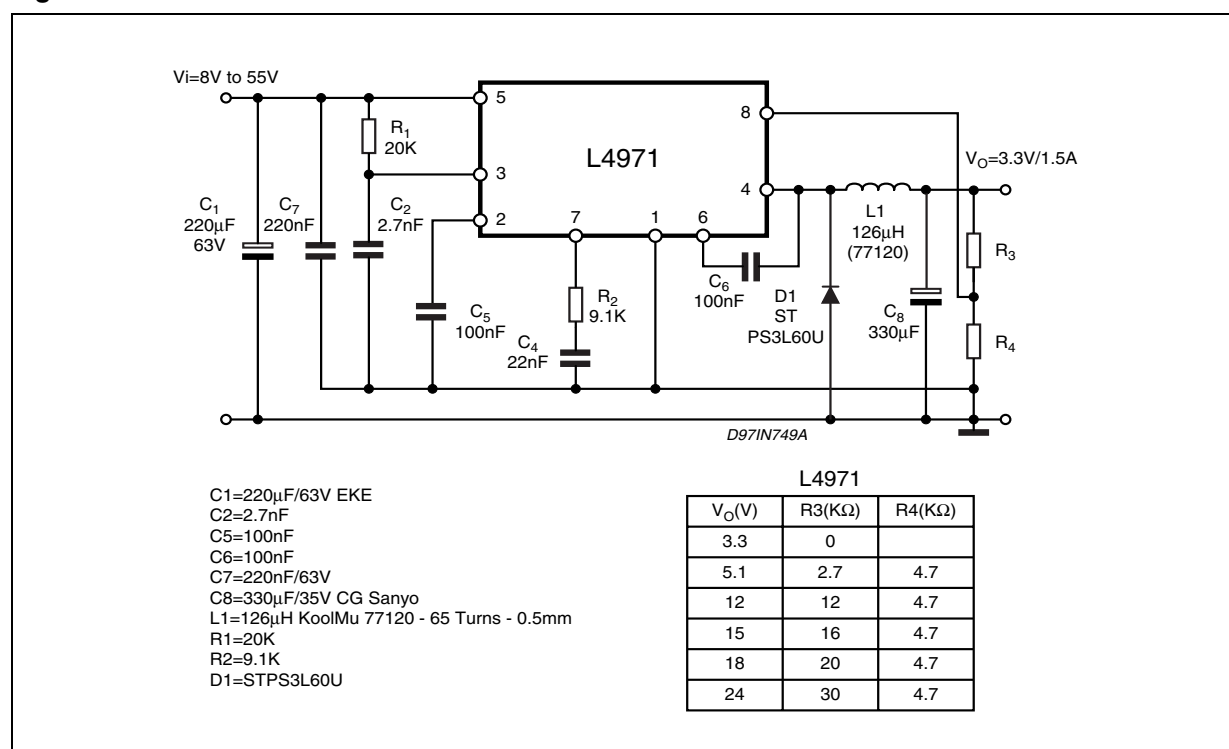 Vi=8V to 55V
5
8
R1
20K
L4971
VO=3.3V/1.5A
3
4
C1
220μF
63V
C7
220nF
C2
2.7nF
2
7
1
6
L1
126μH
(77120)
R3
R2
9.1K
C6
100nF
D1
ST
PS3L60U
C8
330μF
C5
100nF
C4
22nF
R4
D97IN749A
C1=220μF/63V EKE
C2=2.7nF
C5=100nF
C6=100nF
C7=220nF/63V
C8=330μF/35V CG Sanyo
L1=126μH KoolMu 77120 - 65 Turns - 0.5mm
R1=20K
R2=9.1K
D1=STPS3L60U
L4971
VO(V) R3(KΩ) R4(KΩ)
3.3 0
5.1 2.7 4.7
12 12 4.7
15 16 4.7
18 20 4.7
24 30 4.7